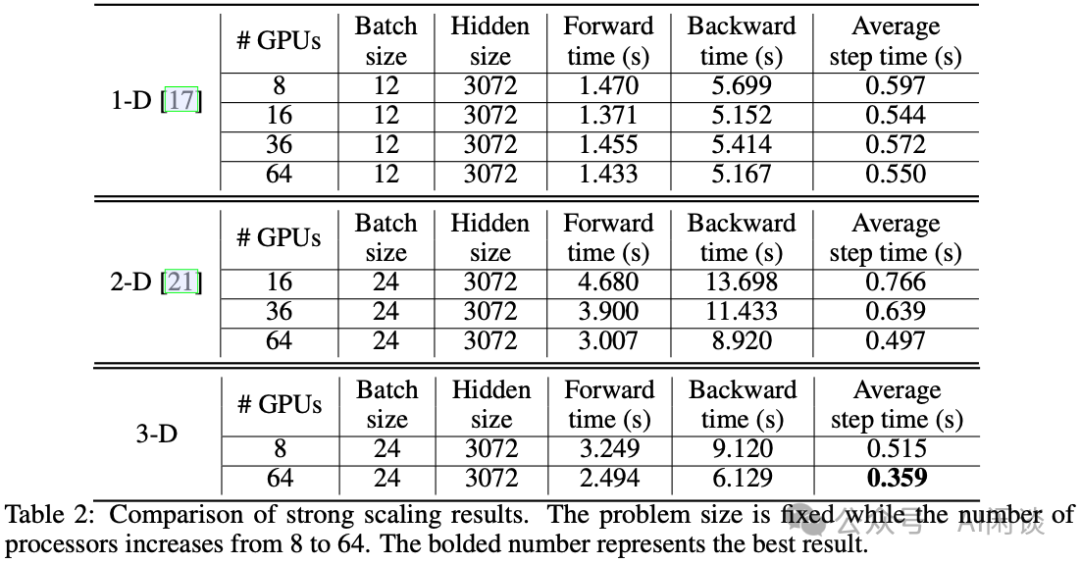 # GPUs Batch size Hidden size Forward time (s) Backward time (s) Average step time (s)
1-D [17]
8 12 3072 1.470 5.699 0.597
16 12 3072 1.371 5.152 0.544
36 12 3072 1.455 5.414 0.572
64 12 3072 1.433 5.167 0.550
# GPUs Batch size Hidden size Forward time (s) Backward time (s) Average step time (s)
2-D [21]
16 24 3072 4.680 13.698 0.766
36 24 3072 3.900 11.433 0.639
64 24 3072 3.007 8.920 0.497
# GPUs Batch size Hidden size Forward time (s) Backward time (s) Average step time (s)
3-D
8 24 3072 3.249 9.120 0.515
64 24 3072 2.494 6.129 0.359
Table 2: Comparison of strong scaling results. The problem size is fixed when the number of
processors increases from 8 to 64. The bolded number represents the best result.
公众号 AI闲谈